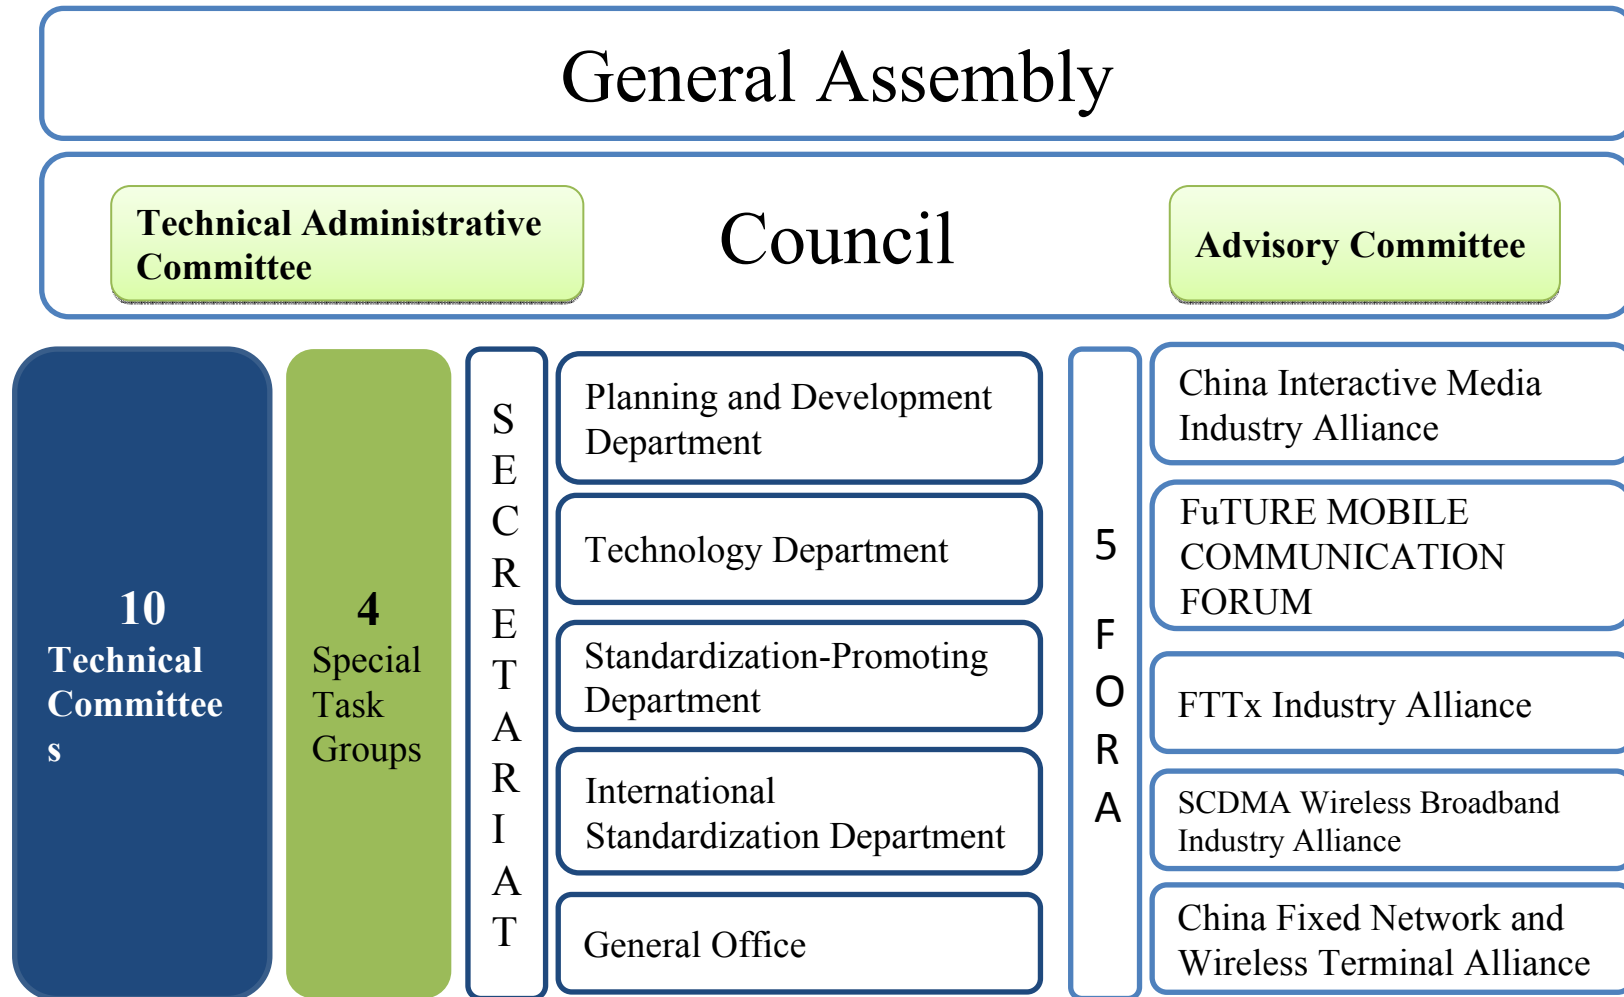 General Assembly
Technical Administrative
Committee
Council
Advisory Committee
10
Technical
Committee
s
4
Special
Task
Groups
S
E
C
R
E
T
A
R
I
A
T
Planning and Development
Department
Technology Department
Standardization-Promoting
Department
International
Standardization Department
General Office
5
F
O
R
A
China Interactive Media
Industry Alliance
FuTURE MOBILE
COMMUNICATION
FORUM
FTTx Industry Alliance
SCDMA Wireless Broadband
Industry Alliance
China Fixed Network and
Wireless Terminal Alliance